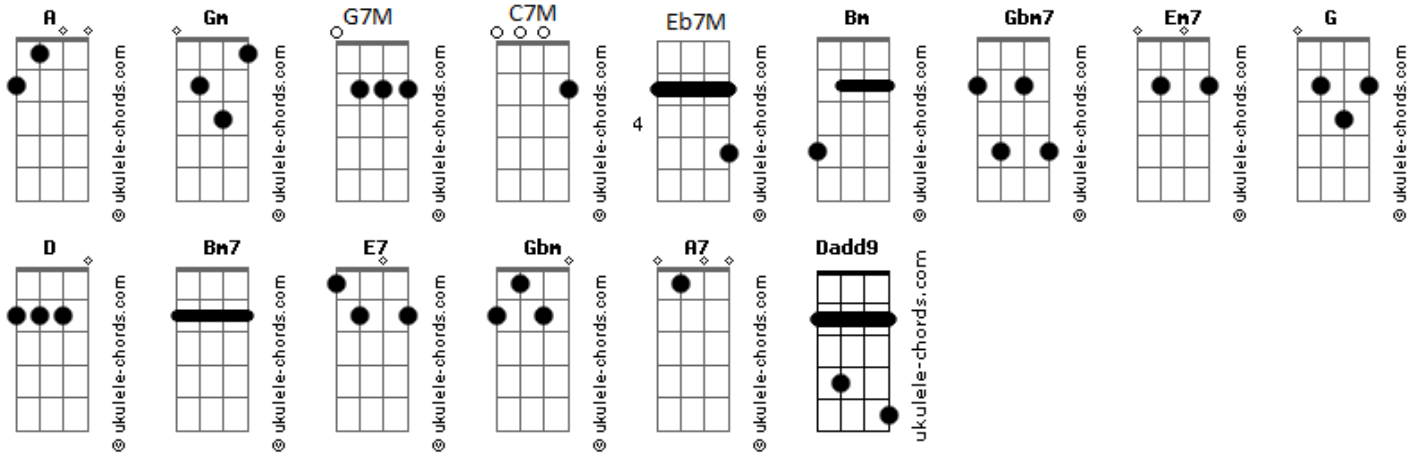 A Gm G7M C7M Eb7M Bm Gbm7 Em7 G
4
© ukulele-chords.com © ukulele-chords.com © ukulele-chords.com © ukulele-chords.com © ukulele-chords.com © ukulele-chords.com © ukulele-chords.com © ukulele-chords.com © ukulele-chords.com
D Bm7 E7 Gbm A7 Dadd9
© ukulele-chords.com © ukulele-chords.com © ukulele-chords.com © ukulele-chords.com © ukulele-chords.com ukulele-chords.com